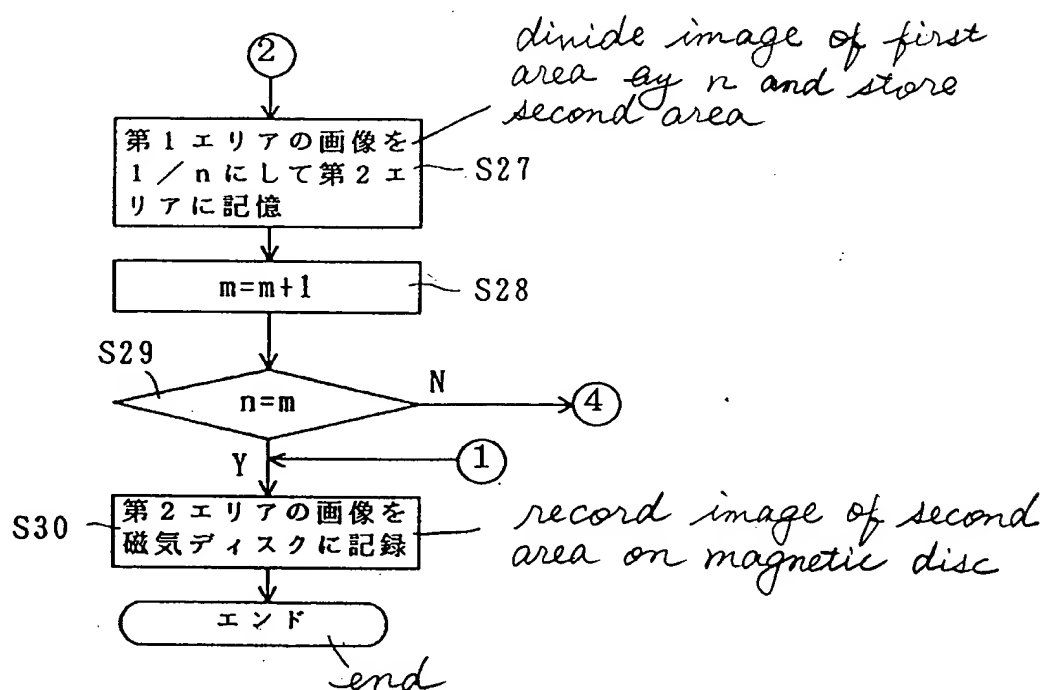 ②
divide image of first
area by n and store
second area
第1エリアの画像を
1/nにして第2エ
リアに記憶
S27
m=m+1
S28
S29
n=m
N
④
Y
①
S30
第2エリアの画像を
磁気ディスクに記録
record image of second
area on magnetic disc
エンド
end